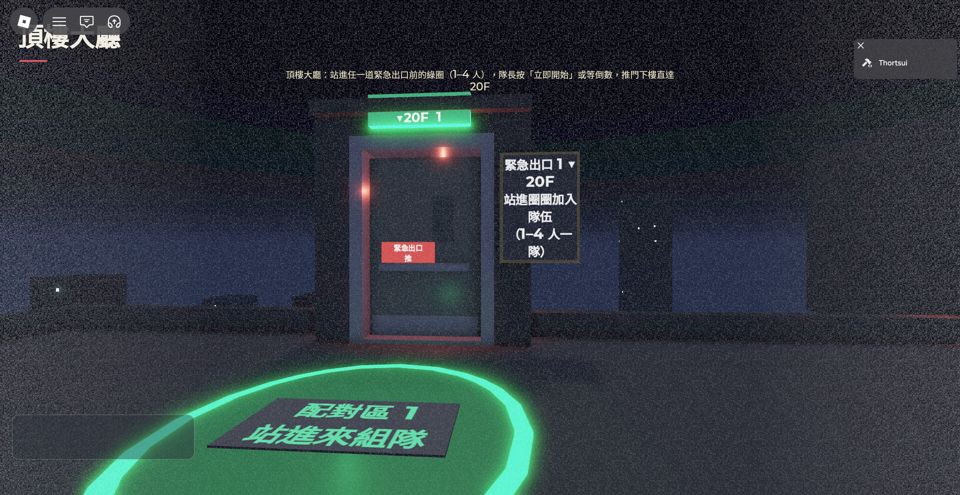 頂樓大廳
頂樓大廳：站進任一道緊急出口前的綠圈（1–4 人），隊長按「立即開始」或等倒數，推門下樓直達
20F
Thortsui
▼20F 1
緊急出口 1 ▼
20F
站進圈圈加入
隊伍
（1–4 人一
隊）
緊急出口
推
配對區 1
站進來組隊